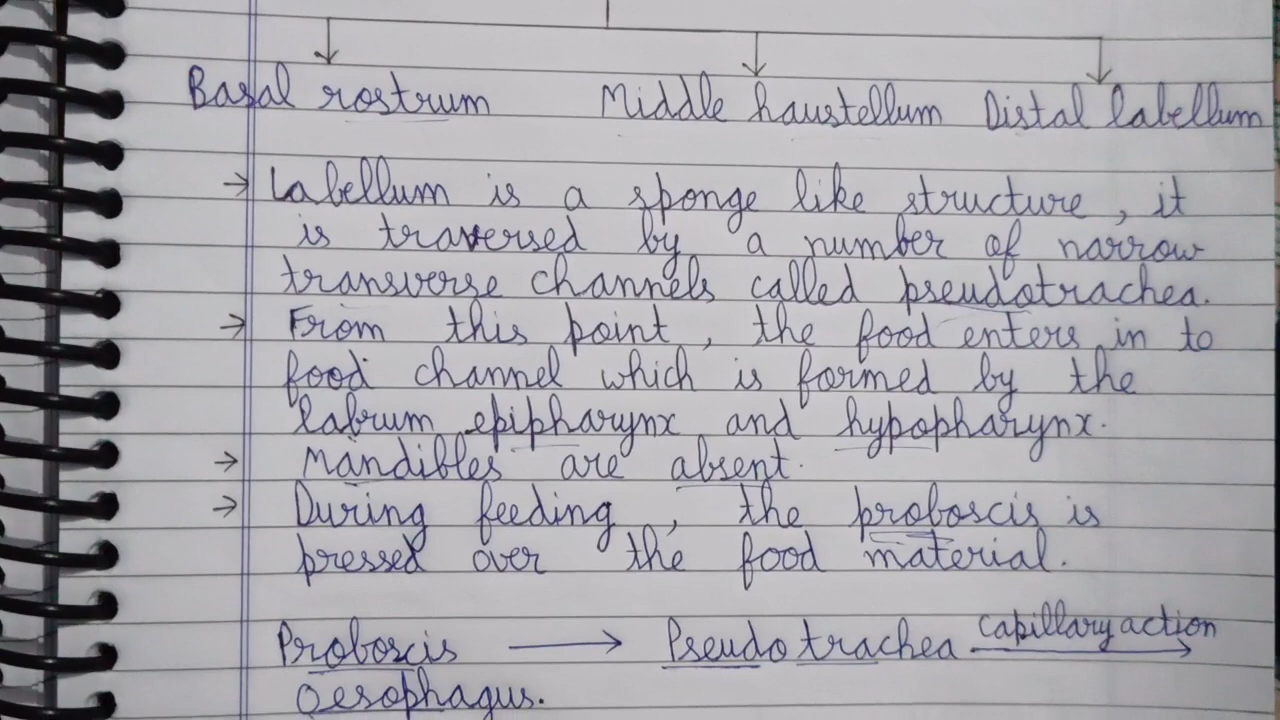 Basal rostrum Middle haustellum Distal labellum
→ Labellum is a sponge like structure, it
is traversed by a number of narrow
transverse channels called pseudotrachea.
→ From this point, the food enters in to
food channel which is formed by the
labrum epipharynx and hypopharynx.
→ Mandibles are absent.
→ During feeding, the proboscis is
pressed over the food material.
Proboscis ⟶ Pseudotrachea capillary action ⟶
Oesophagus.